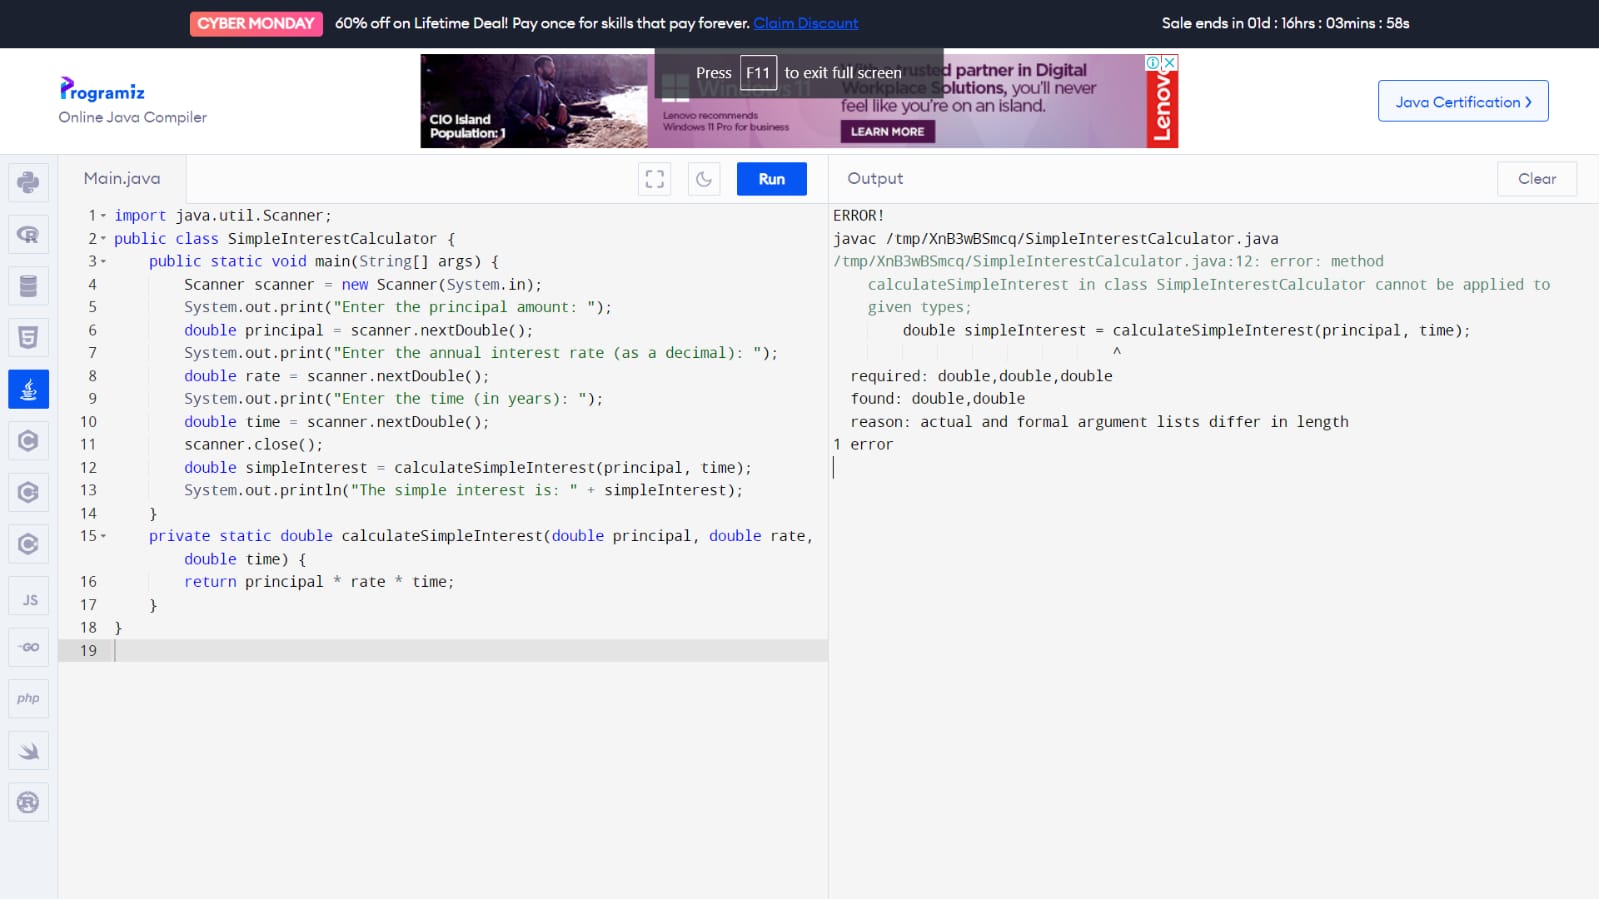 CYBER MONDAY 60% off on Lifetime Deal! Pay once for skills that pay forever. Claim Discount Sale ends in 01d : 16hrs : 03mins : 58s
Press F11 to exit full screen
Programiz
Online Java Compiler
CIO Island
Population: 1
Windows 11
Lenovo recommends
Windows 11 Pro for business
With a trusted partner in Digital
Workplace Solutions, you'll never
feel like you're on an island.
LEARN MORE
Lenovo
Java Certification
Main.java
Run
Output
Clear
1 import java.util.Scanner;
2 public class SimpleInterestCalculator {
3 public static void main(String[] args) {
4 Scanner scanner = new Scanner(System.in);
5 System.out.print("Enter the principal amount: ");
6 double principal = scanner.nextDouble();
7 System.out.print("Enter the annual interest rate (as a decimal): ");
8 double rate = scanner.nextDouble();
9 System.out.print("Enter the time (in years): ");
10 double time = scanner.nextDouble();
11 scanner.close();
12 double simpleInterest = calculateSimpleInterest(principal, time);
13 System.out.println("The simple interest is: " + simpleInterest);
14 }
15 private static double calculateSimpleInterest(double principal, double rate,
double time) {
16 return principal * rate * time;
17 }
18 }
19
ERROR!
javac /tmp/XnB3wBSmcq/SimpleInterestCalculator.java
/tmp/XnB3wBSmcq/SimpleInterestCalculator.java:12: error: method
calculateSimpleInterest in class SimpleInterestCalculator cannot be applied to
given types;
double simpleInterest = calculateSimpleInterest(principal, time);
^
required: double,double,double
found: double,double
reason: actual and formal argument lists differ in length
1 error
R
5
C
C
C
JS
GO
php
R